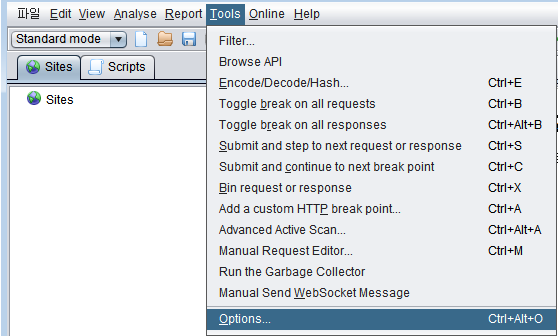 파일 Edit View Analyse Report Tools Online Help
Standard mode
Sites Scripts
Sites
Filter...
Browse API
Encode/Decode/Hash... Ctrl+E
Toggle break on all requests Ctrl+B
Toggle break on all responses Ctrl+Alt+B
Submit and step to next request or response Ctrl+S
Submit and continue to next break point Ctrl+C
Bin request or response Ctrl+X
Add a custom HTTP break point... Ctrl+A
Advanced Active Scan... Ctrl+Alt+A
Manual Request Editor... Ctrl+M
Run the Garbage Collector
Manual Send WebSocket Message
Options... Ctrl+Alt+O